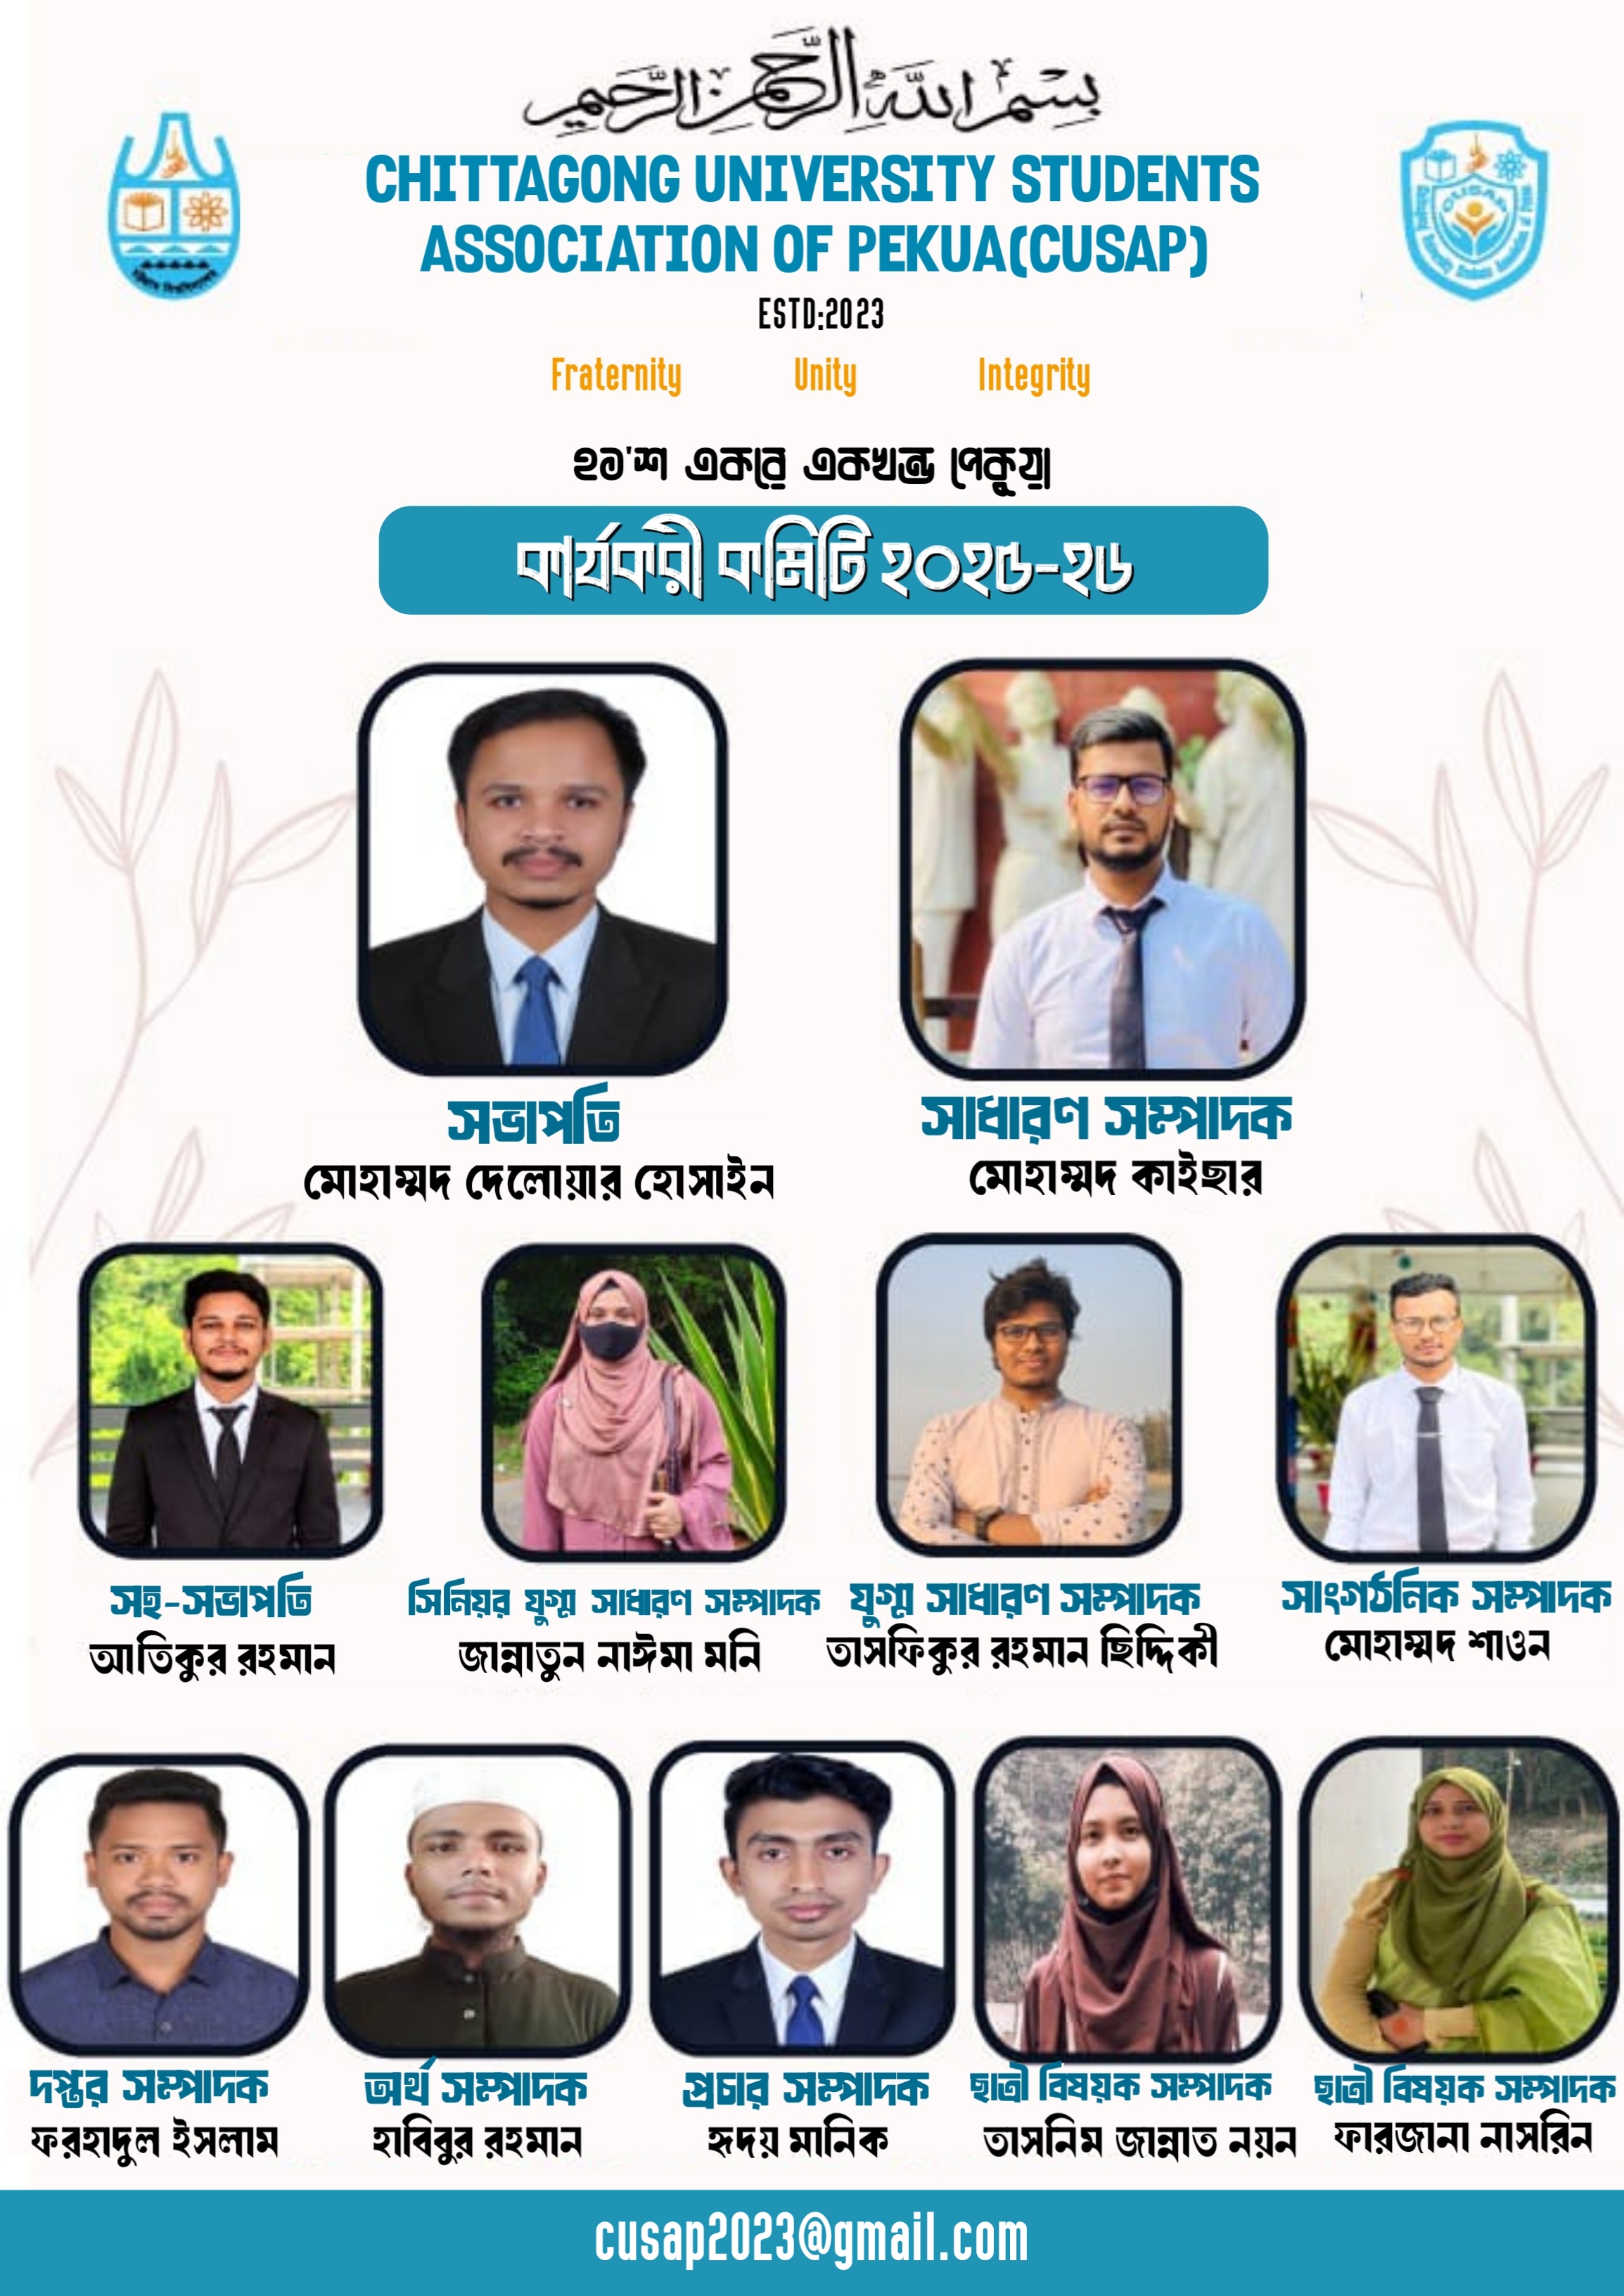 بسم الله الرحمن الرحيم
CHITTAGONG UNIVERSITY STUDENTS
ASSOCIATION OF PEKUA(CUSAP)
ESTD:2023
Fraternity Unity Integrity
২১'শ একরে একখন্ড পেকুয়া
কার্যকরী কমিটি ২০২৫-২৬
সভাপতি সাধারণ সম্পাদক
মোহাম্মদ দেলোয়ার হোসাইন মোহাম্মদ কাইছার
সহ-সভাপতি সিনিয়র যুগ্ম সাধারণ সম্পাদক যুগ্ম সাধারণ সম্পাদক সাংগঠনিক সম্পাদক
আতিকুর রহমান জান্নাতুন নাঈমা মনি তাসফিকুর রহমান ছিদ্দিকী মোহাম্মদ শাওন
দপ্তর সম্পাদক অর্থ সম্পাদক প্রচার সম্পাদক ছাত্রী বিষয়ক সম্পাদক ছাত্রী বিষয়ক সম্পাদক
ফরহাদুল ইসলাম হাবিবুর রহমান হৃদয় মানিক তাসনিম জান্নাত নয়ন ফারজানা নাসরিন
cusap2023@gmail.com